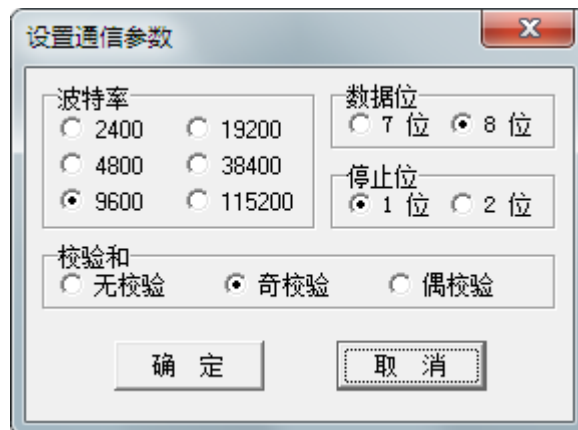 设置通信参数
波特率
2400 19200
4800 38400
9600 115200
数据位
7 位 8 位
停止位
1 位 2 位
校验和
无校验 奇校验 偶校验
确 定 取 消